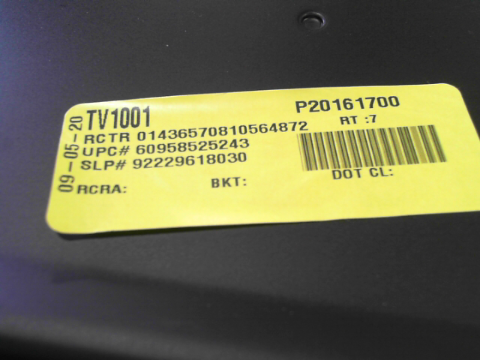 09-05-20
TV1001
P20161700
RCTR 01436570810564872
RT :7
UPC# 60958525243
SLP# 92229618030
RCRA:
BKT:
DOT CL: